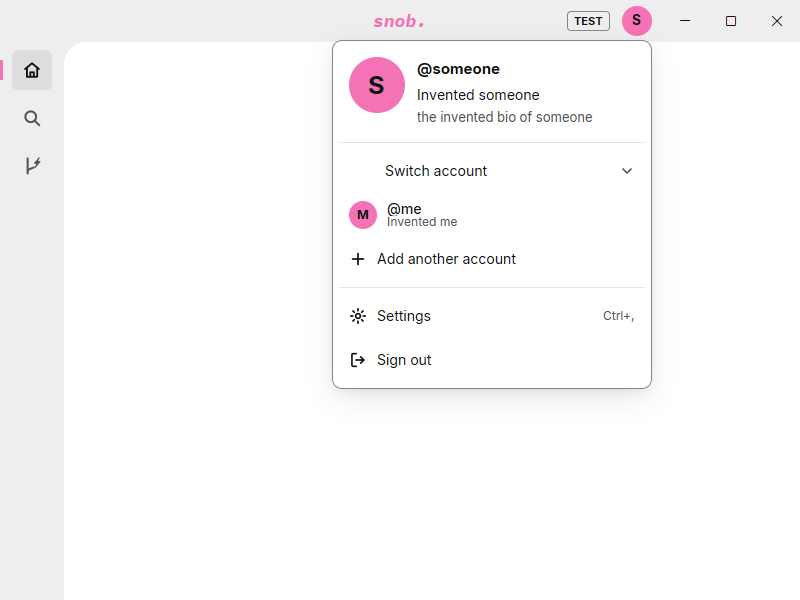 snob.
TEST
S
S
@someone
Invented someone
the invented bio of someone
Switch account
M
@me
Invented me
Add another account
Settings
Ctrl+,
Sign out